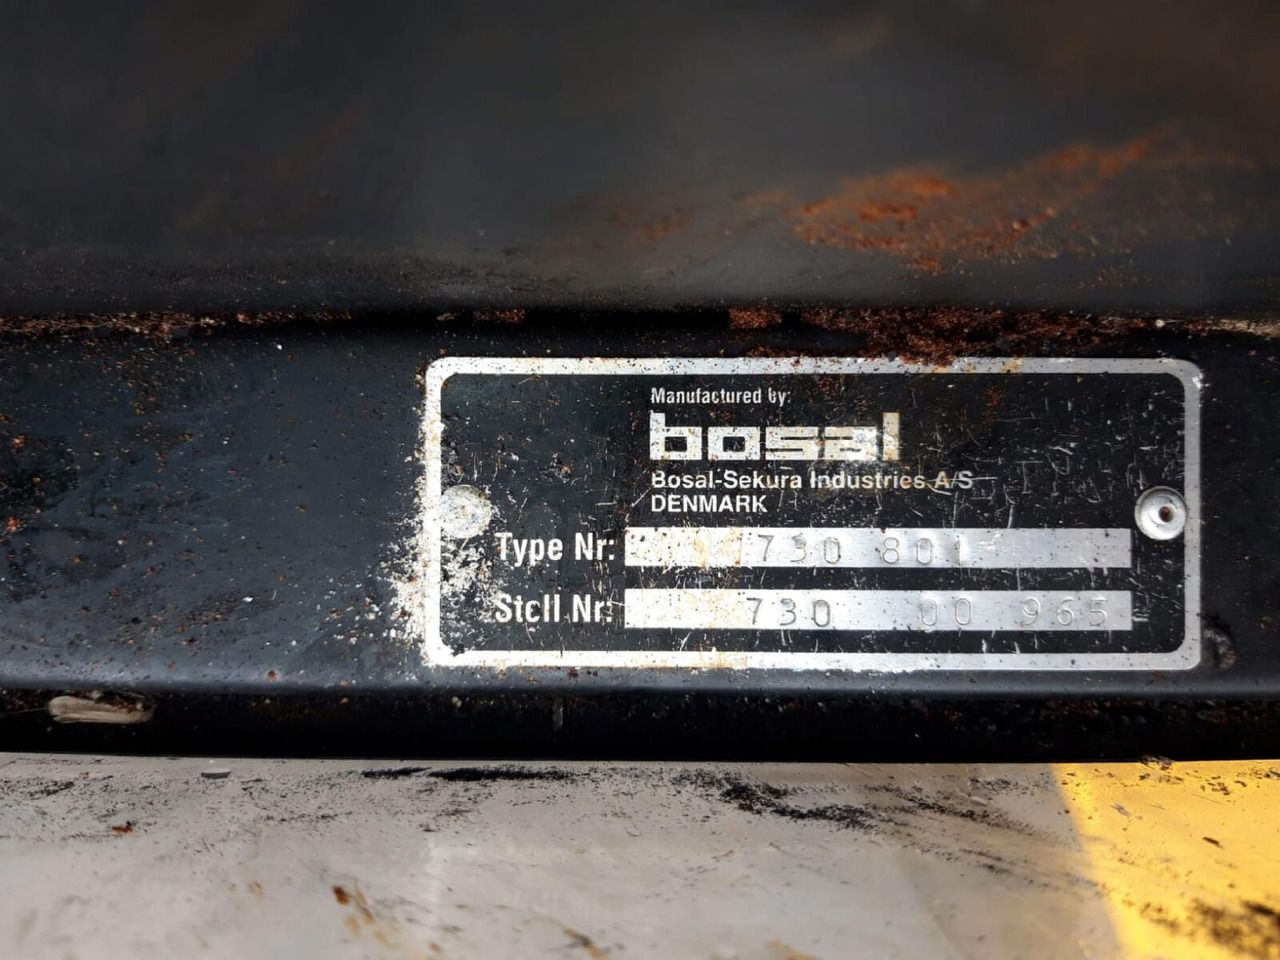 Manufactured by:
bosal
Bosal-Sekura Industries A/S
DENMARK
Type Nr: 730 801
Stcll Nr: 730 00 965